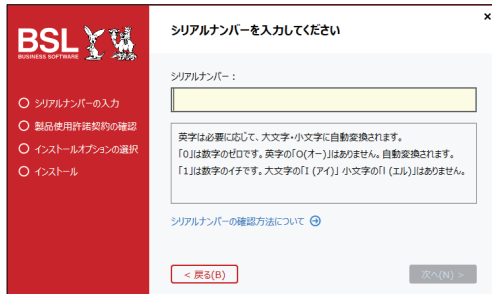 BSL
BUSINESS SOFTWARE
○ シリアルナンバーの入力
○ 製品使用許諾契約の確認
○ インストールオプションの選択
○ インストール
×
シリアルナンバーを入力してください
シリアルナンバー：
英字は必要に応じて、大文字・小文字に自動変換されます。
「0」は数字のゼロです。英字の「O(オー)」はありません。自動変換されます。
「1」は数字のイチです。大文字の「I (アイ)」 小文字の「l (エル)」はありません。
シリアルナンバーの確認方法について
< 戻る(B)
次へ(N) >